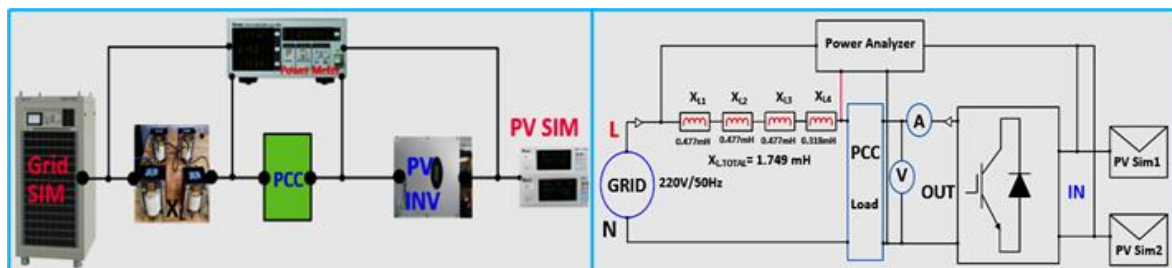 Power Meter
Grid
SIM
XL
PCC
PV
INV
PV SIM
Power Analyzer
XL1
XL2
XL3
XL4
L
0.477mH
0.477mH
0.477mH
0.318mH
XL.TOTAL= 1.749 mH
GRID
220V/50Hz
N
PCC
Load
A
V
OUT
IN
PV Sim1
PV Sim2